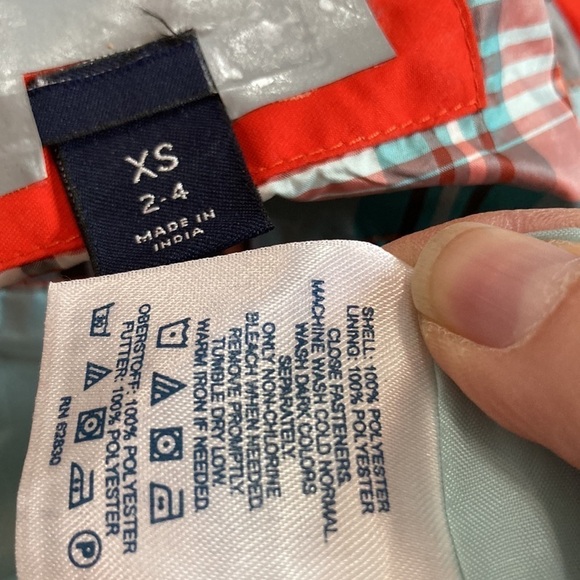 XS
2-4
MADE IN
INDIA
SHELL: 100% POLYESTER
LINING: 100% POLYESTER
CLOSE FASTENERS.
MACHINE WASH COLD NORMAL.
WASH DARK COLORS
SEPARATELY.
ONLY NON-CHLORINE
BLEACH WHEN NEEDED.
REMOVE PROMPTLY.
TUMBLE DRY LOW.
WARM IRON IF NEEDED.
OBERSTOFF: 100% POLYESTER
FUTTER: 100% POLYESTER
30
P
RN 62830